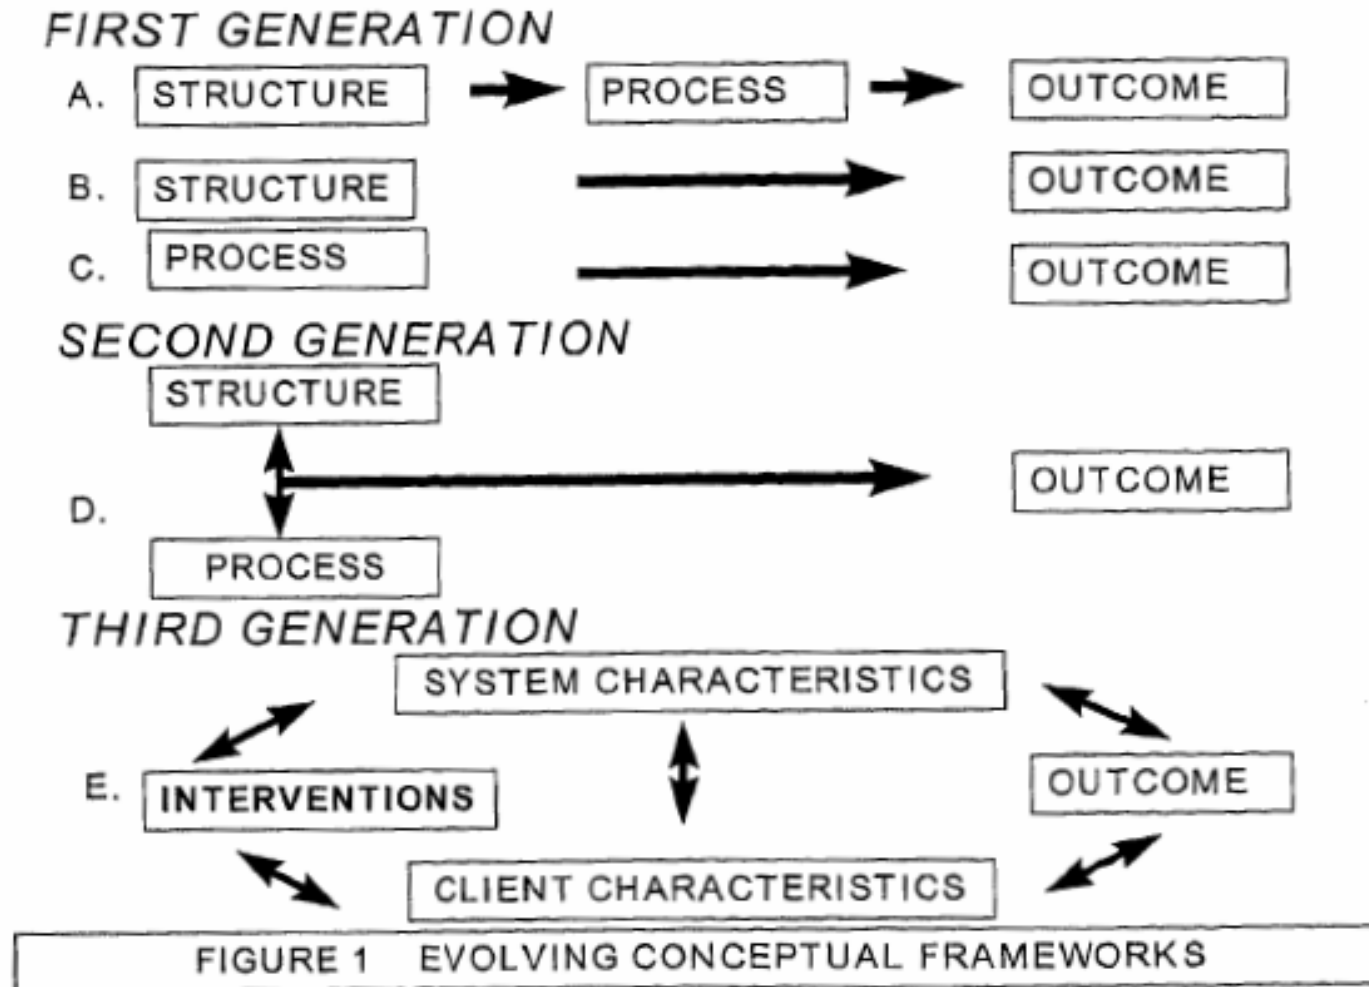 FIRST GENERATION
A. STRUCTURE PROCESS OUTCOME
B. STRUCTURE OUTCOME
C. PROCESS OUTCOME
SECOND GENERATION
STRUCTURE
OUTCOME
D.
PROCESS
THIRD GENERATION
SYSTEM CHARACTERISTICS
E. INTERVENTIONS OUTCOME
CLIENT CHARACTERISTICS
FIGURE 1 EVOLVING CONCEPTUAL FRAMEWORKS